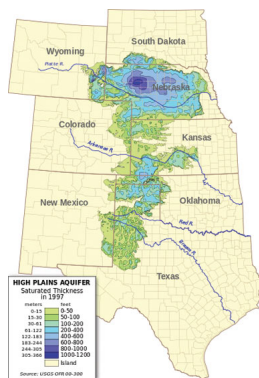 South Dakota
Wyoming
Platte R.
Nebraska
Colorado
Kansas
Arkansas R.
New Mexico
Oklahoma
Red R.
Brazos R.
Texas
HIGH PLAINS AQUIFER
Saturated Thickness
in 1997
meters feet
0-15 0-50
15-30 50-100
30-61 100-200
61-122 200-400
122-183 400-600
183-244 600-800
244-305 800-1000
305-366 1000-1200
Island
Source: USGS OFR 00-300